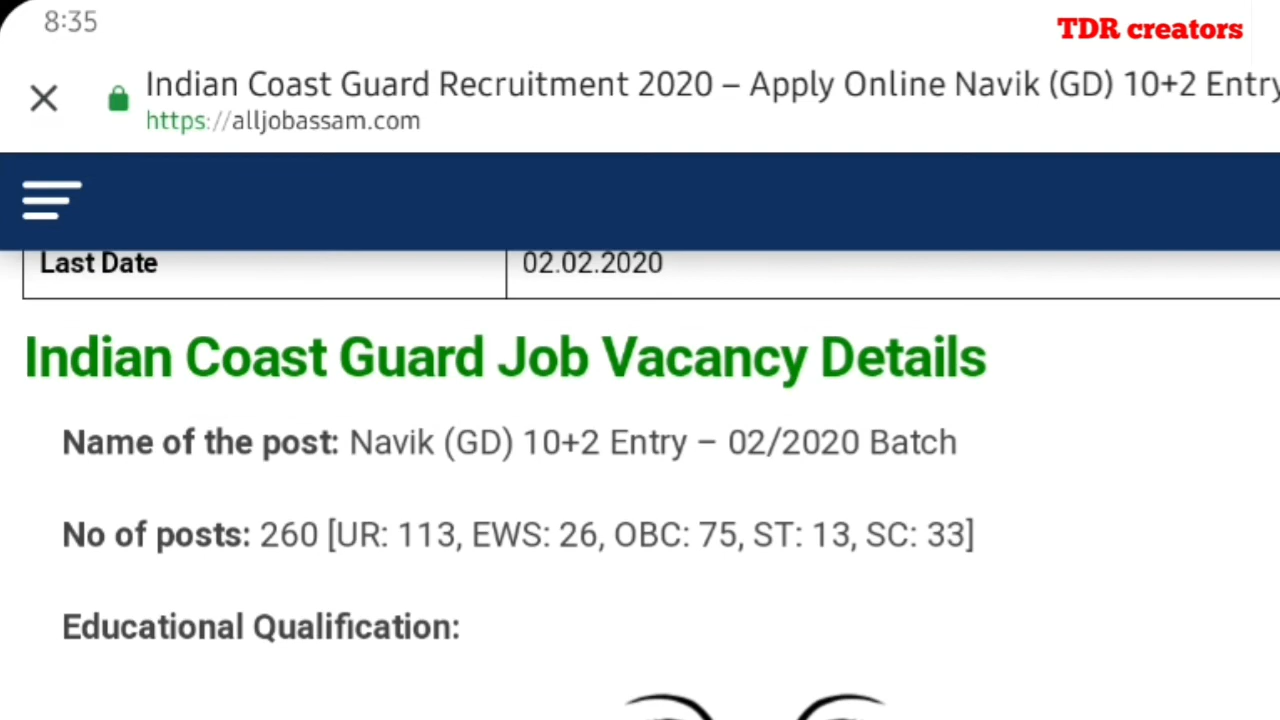 8:35
TDR creators
Indian Coast Guard Recruitment 2020 – Apply Online Navik (GD) 10+2 Entry
https://alljobassam.com
Last Date 02.02.2020
Indian Coast Guard Job Vacancy Details
Name of the post: Navik (GD) 10+2 Entry – 02/2020 Batch
No of posts: 260 [UR: 113, EWS: 26, OBC: 75, ST: 13, SC: 33]
Educational Qualification: